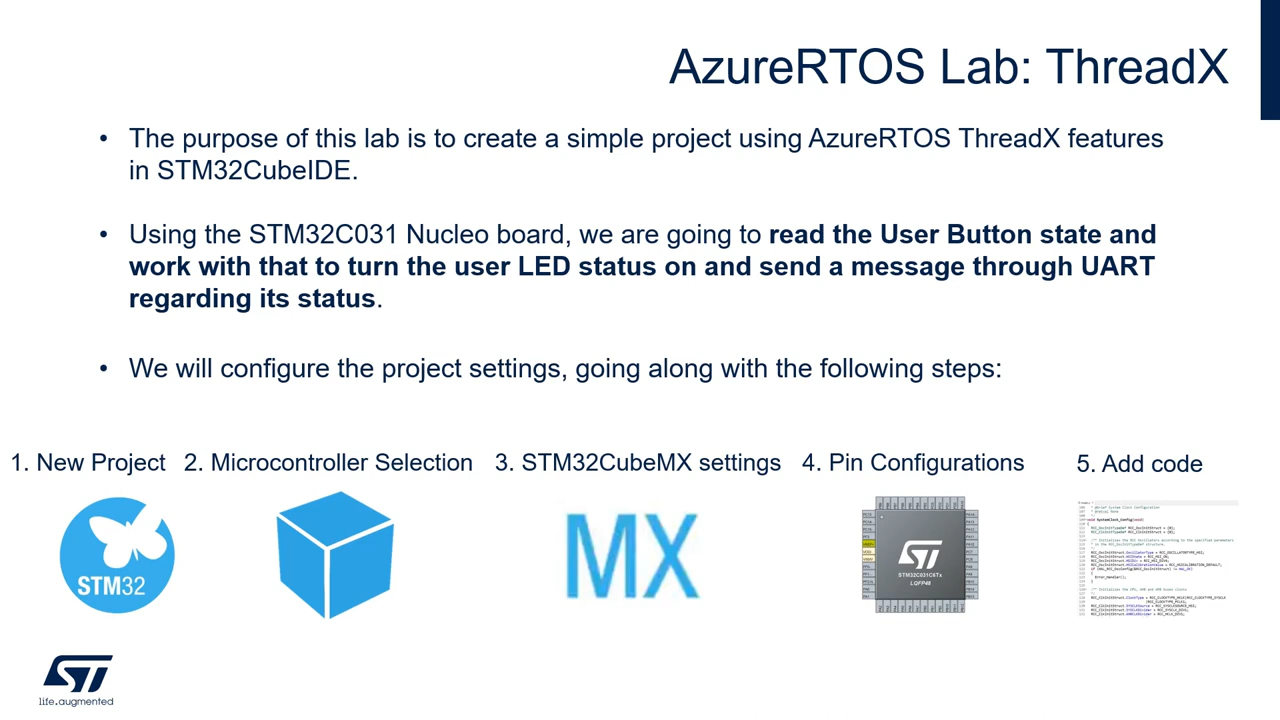 AzureRTOS Lab: ThreadX
• The purpose of this lab is to create a simple project using AzureRTOS ThreadX features
in STM32CubeIDE.
• Using the STM32C031 Nucleo board, we are going to read the User Button state and
work with that to turn the user LED status on and send a message through UART
regarding its status.
• We will configure the project settings, going along with the following steps:
1. New Project
2. Microcontroller Selection
3. STM32CubeMX settings
4. Pin Configurations
5. Add code
STM32
MX
ST
STM32C031C6Tx
LQFP48
ST
life.augmented